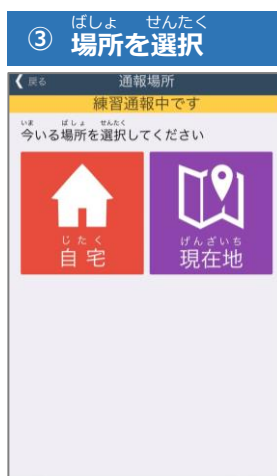 ばしょ せんたく
③ 場所を選択
❮ 戻る 通報場所
練習通報中です
いま ばしょ せんたく
今いる場所を選択してください
じたく げんざいち
自宅 現在地